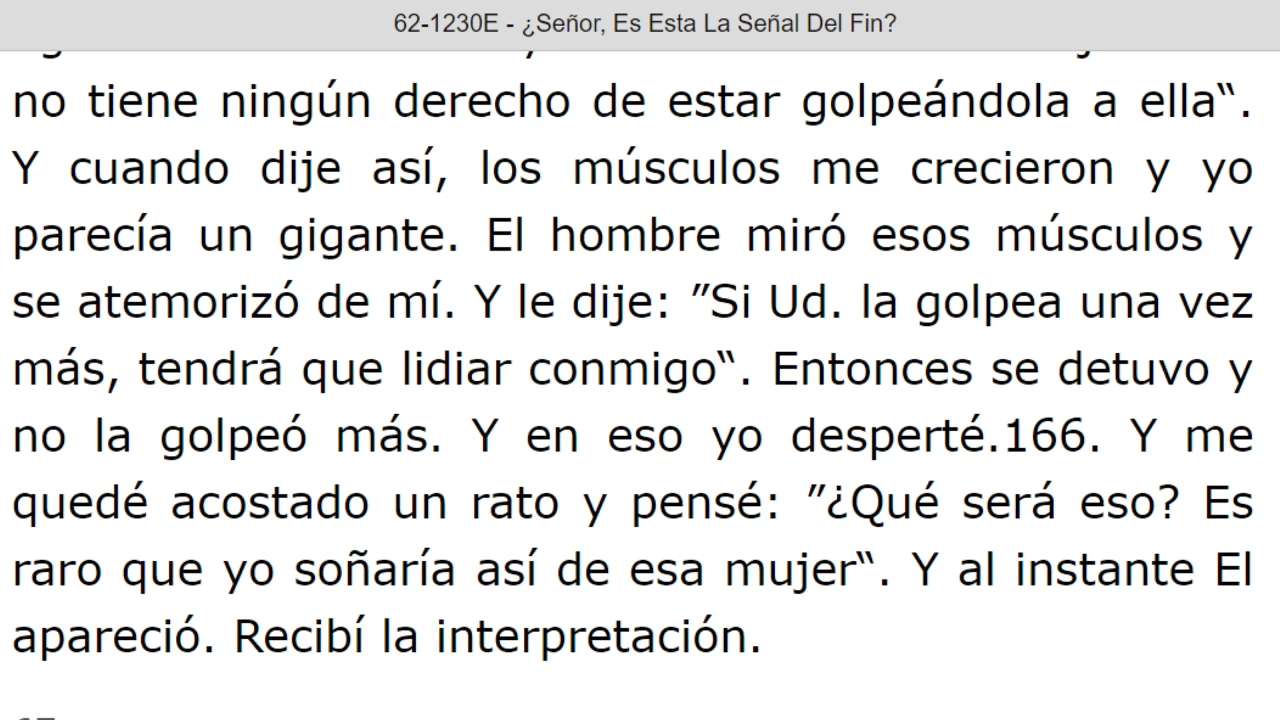 62-1230E - ¿Señor, Es Esta La Señal Del Fin?
no tiene ningún derecho de estar golpeándola a ella“.
Y cuando dije así, los músculos me crecieron y yo
parecía un gigante. El hombre miró esos músculos y
se atemorizó de mí. Y le dije: ”Si Ud. la golpea una vez
más, tendrá que lidiar conmigo“. Entonces se detuvo y
no la golpeó más. Y en eso yo desperté.166. Y me
quedé acostado un rato y pensé: ”¿Qué será eso? Es
raro que yo soñaría así de esa mujer“. Y al instante El
apareció. Recibí la interpretación.